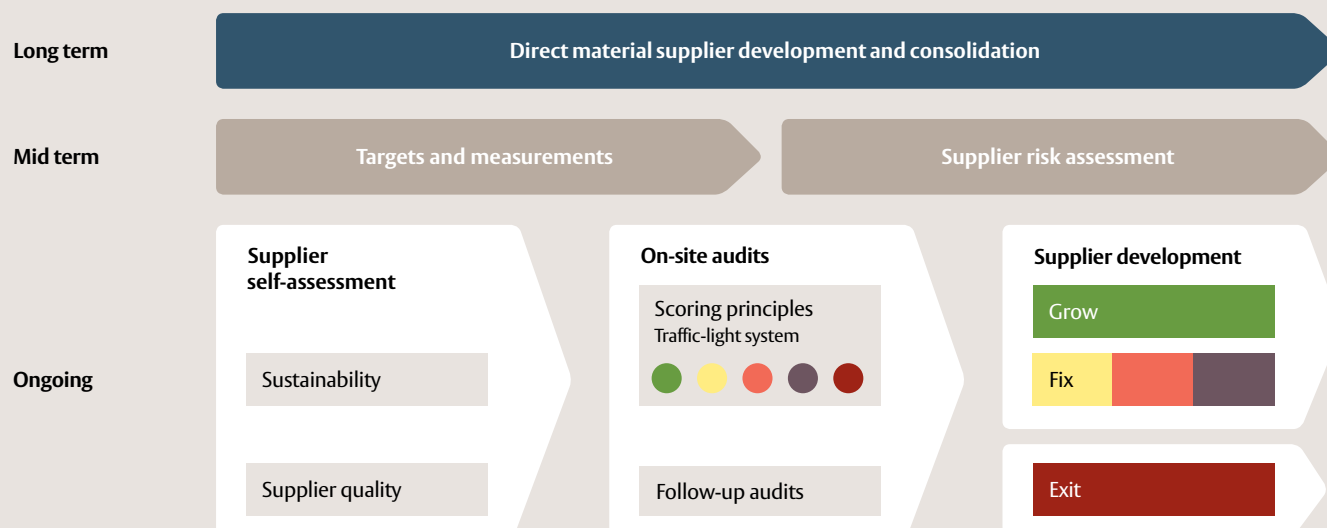 Long term
Direct material supplier development and consolidation
Mid term
Targets and measurements
Supplier risk assessment
Ongoing
Supplier
self-assessment
Sustainability
Supplier quality
On-site audits
Scoring principles
Traffic-light system
Follow-up audits
Supplier development
Grow
Fix
Exit